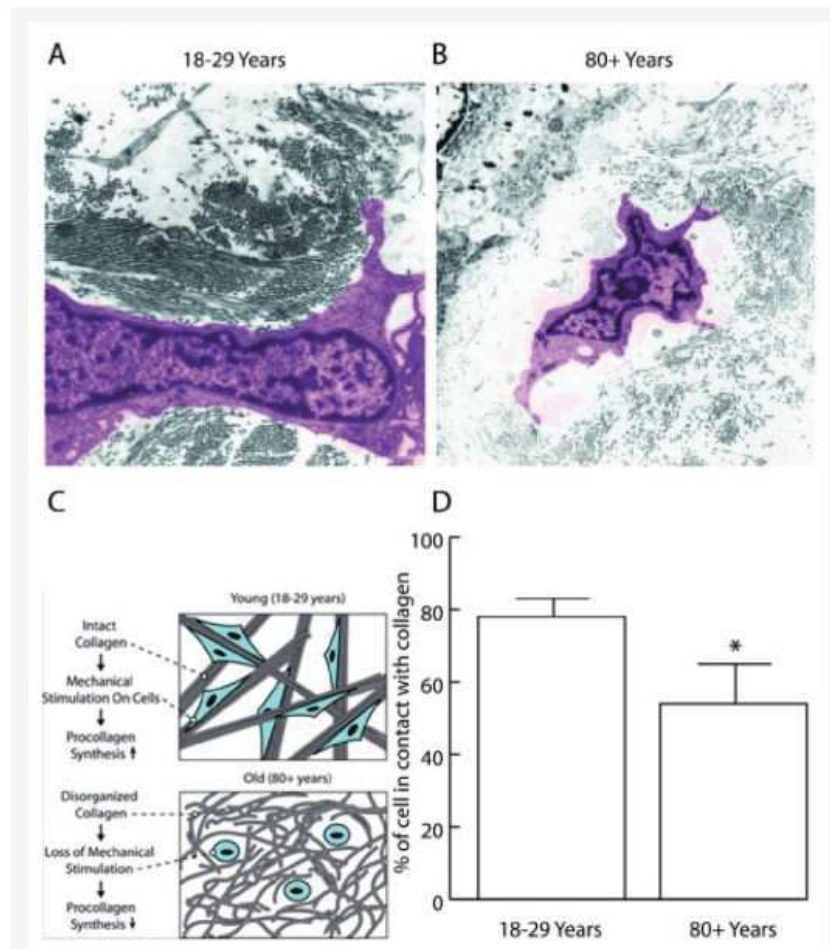 A
18-29 Years
B
80+ Years
C
Young (18-29 years)
Intact
Collagen
Mechanical
Stimulation On Cells
Procollagen
Synthesis
Old (80+ years)
Disorganized
Collagen
Loss of Mechanical
Stimulation
Procollagen
Synthesis
D
% of cell in contact with collagen
100
80
60
40
20
0
*
18-29 Years
80+ Years